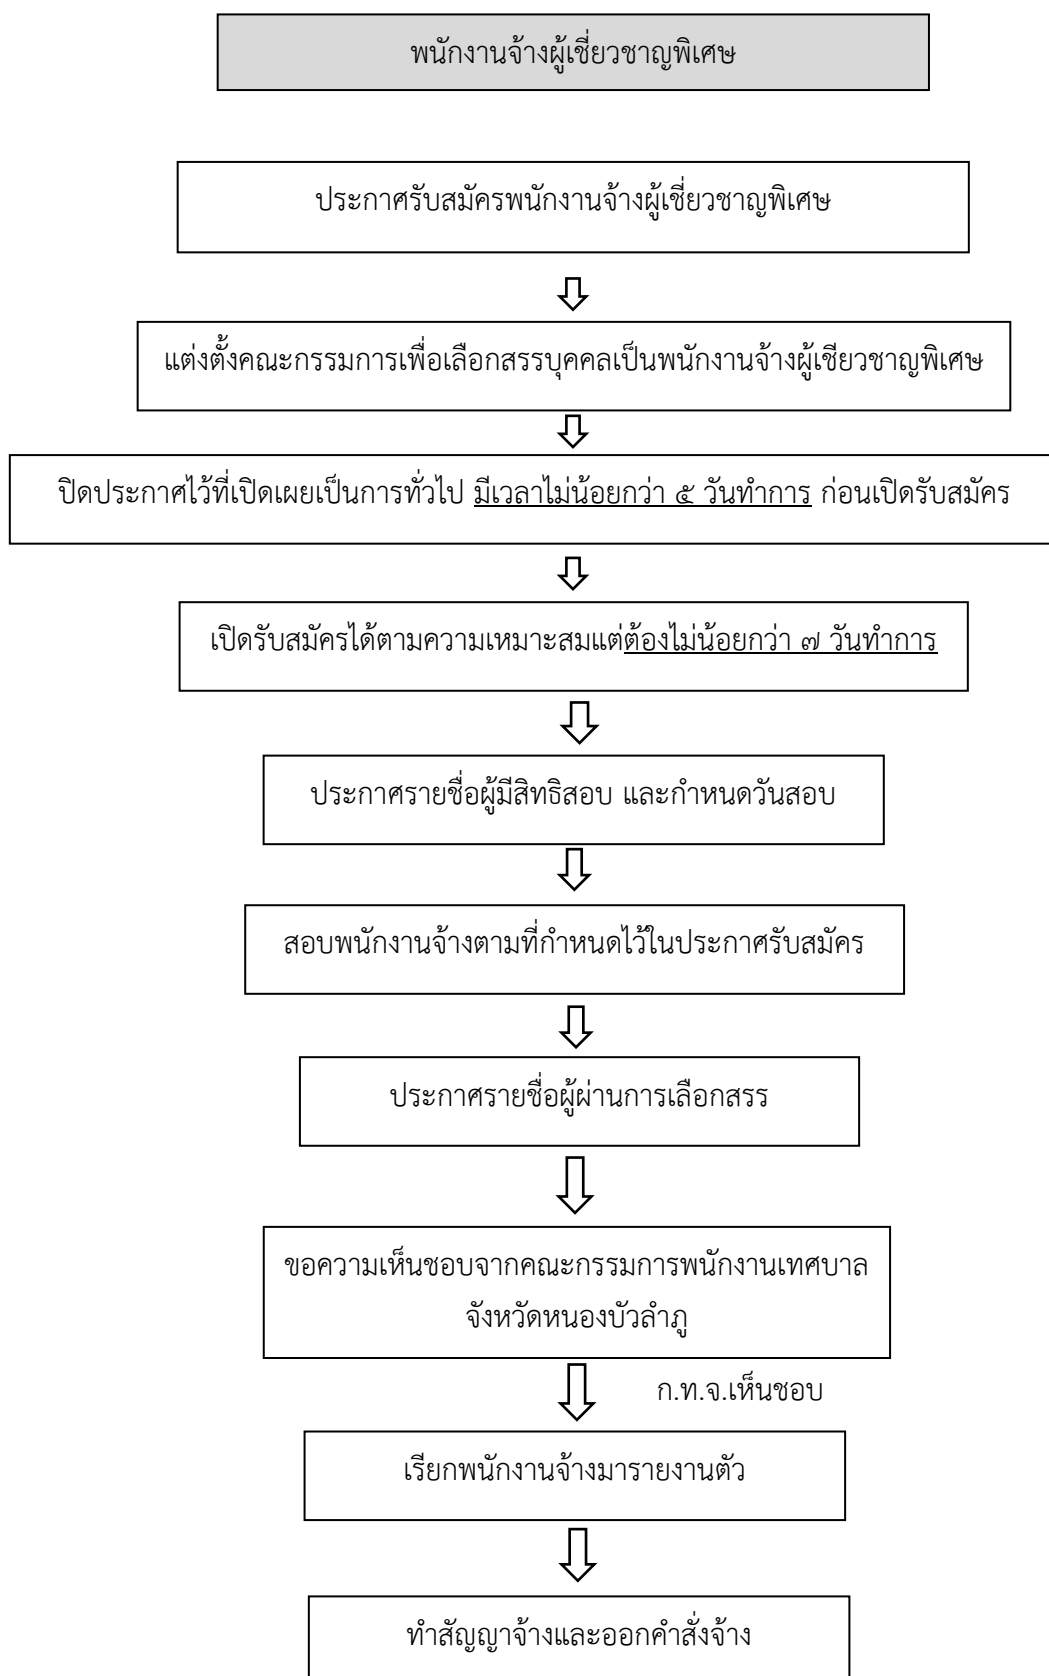 พนักงานจ้างผู้เชี่ยวชาญพิเศษ
ประกาศรับสมัครพนักงานจ้างผู้เชี่ยวชาญพิเศษ
แต่งตั้งคณะกรรมการเพื่อเลือกสรรบุคคลเป็นพนักงานจ้างผู้เชียวชาญพิเศษ
ปิดประกาศไว้ที่เปิดเผยเป็นการทั่วไป มีเวลาไม่น้อยกว่า ๕ วันทำการ ก่อนเปิดรับสมัคร
เปิดรับสมัครได้ตามความเหมาะสมแต่ต้องไม่น้อยกว่า ๗ วันทำการ
ประกาศรายชื่อผู้มีสิทธิสอบ และกำหนดวันสอบ
สอบพนักงานจ้างตามที่กำหนดไว้ในประกาศรับสมัคร
ประกาศรายชื่อผู้ผ่านการเลือกสรร
ขอความเห็นชอบจากคณะกรรมการพนักงานเทศบาล
จังหวัดหนองบัวลำภู
ก.ท.จ.เห็นชอบ
เรียกพนักงานจ้างมารายงานตัว
ทำสัญญาจ้างและออกคำสั่งจ้าง